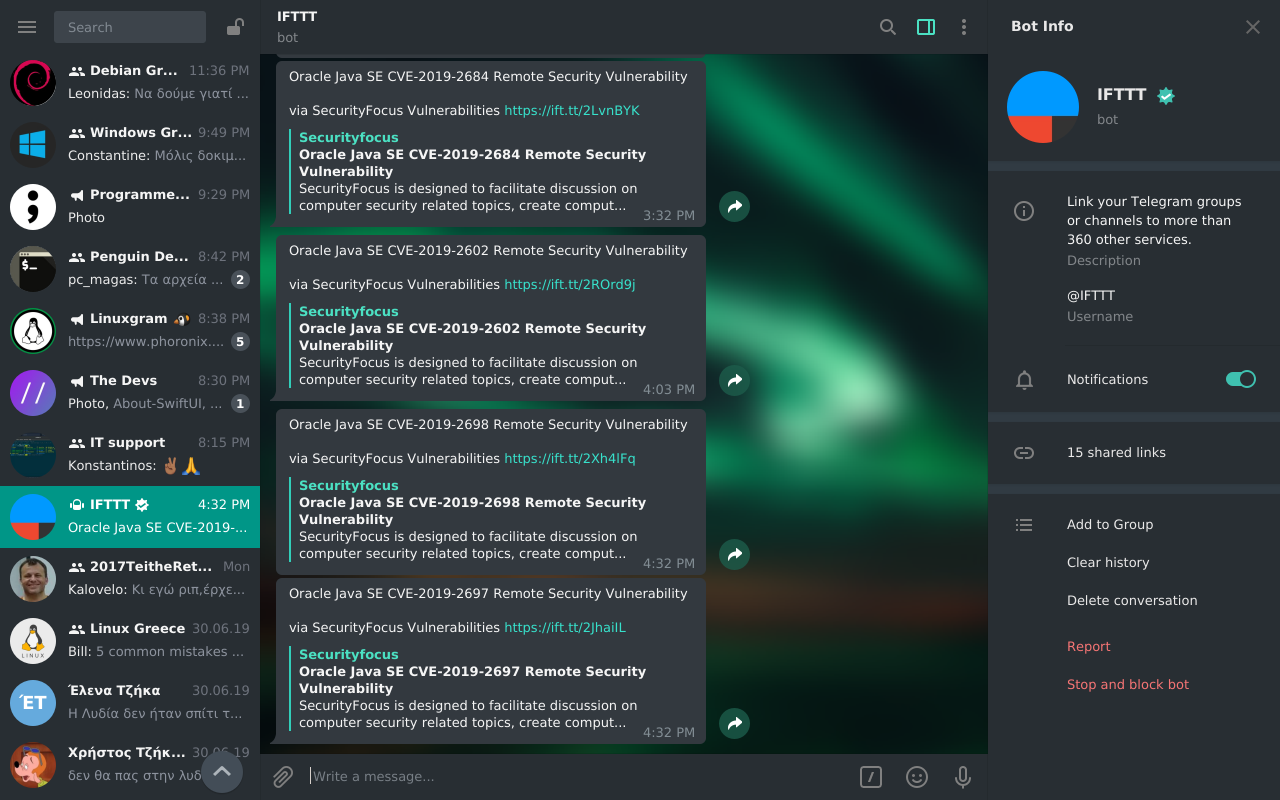 Search
Debian Gr... 11:36 PM
Leonidas: Να δούμε γιατί ...
Windows Gr... 9:49 PM
Constantine: Μόλις δοκιμ...
Programme... 9:29 PM
Photo
$_
Penguin De... 8:42 PM
pc_magas: Τα αρχεία ... 2
Linuxgram 8:38 PM
https://www.phoronix.... 5
//
The Devs 8:30 PM
Photo, About-SwiftUI, ... 1
IT support 8:15 PM
Konstantinos: ✌🏾🙏
IFTTT 4:32 PM
Oracle Java SE CVE-2019-...
2017TeitheRet... Mon
Kalovelo: Κι εγώ ριπ,έρχε...
LINUX
Linux Greece 30.06.19
Bill: 5 common mistakes ...
ΈΤ
Έλενα Τζήκα 30.06.19
Η Λυδία δεν ήταν σπίτι τ...
Χρήστος Τζήκ... 30.06.19
δεν θα πας στην λυδ
IFTTT
bot
Oracle Java SE CVE-2019-2684 Remote Security Vulnerability
via SecurityFocus Vulnerabilities https://ift.tt/2LvnBYK
Securityfocus
Oracle Java SE CVE-2019-2684 Remote Security
Vulnerability
SecurityFocus is designed to facilitate discussion on
computer security related topics, create comput...
3:32 PM
Oracle Java SE CVE-2019-2602 Remote Security Vulnerability
via SecurityFocus Vulnerabilities https://ift.tt/2ROrd9j
Securityfocus
Oracle Java SE CVE-2019-2602 Remote Security
Vulnerability
SecurityFocus is designed to facilitate discussion on
computer security related topics, create comput...
4:03 PM
Oracle Java SE CVE-2019-2698 Remote Security Vulnerability
via SecurityFocus Vulnerabilities https://ift.tt/2Xh4lFq
Securityfocus
Oracle Java SE CVE-2019-2698 Remote Security
Vulnerability
SecurityFocus is designed to facilitate discussion on
computer security related topics, create comput...
4:32 PM
Oracle Java SE CVE-2019-2697 Remote Security Vulnerability
via SecurityFocus Vulnerabilities https://ift.tt/2JhaiIL
Securityfocus
Oracle Java SE CVE-2019-2697 Remote Security
Vulnerability
SecurityFocus is designed to facilitate discussion on
computer security related topics, create comput...
4:32 PM
Write a message...
Bot Info
IFTTT
bot
Link your Telegram groups
or channels to more than
360 other services.
Description
@IFTTT
Username
Notifications
15 shared links
Add to Group
Clear history
Delete conversation
Report
Stop and block bot